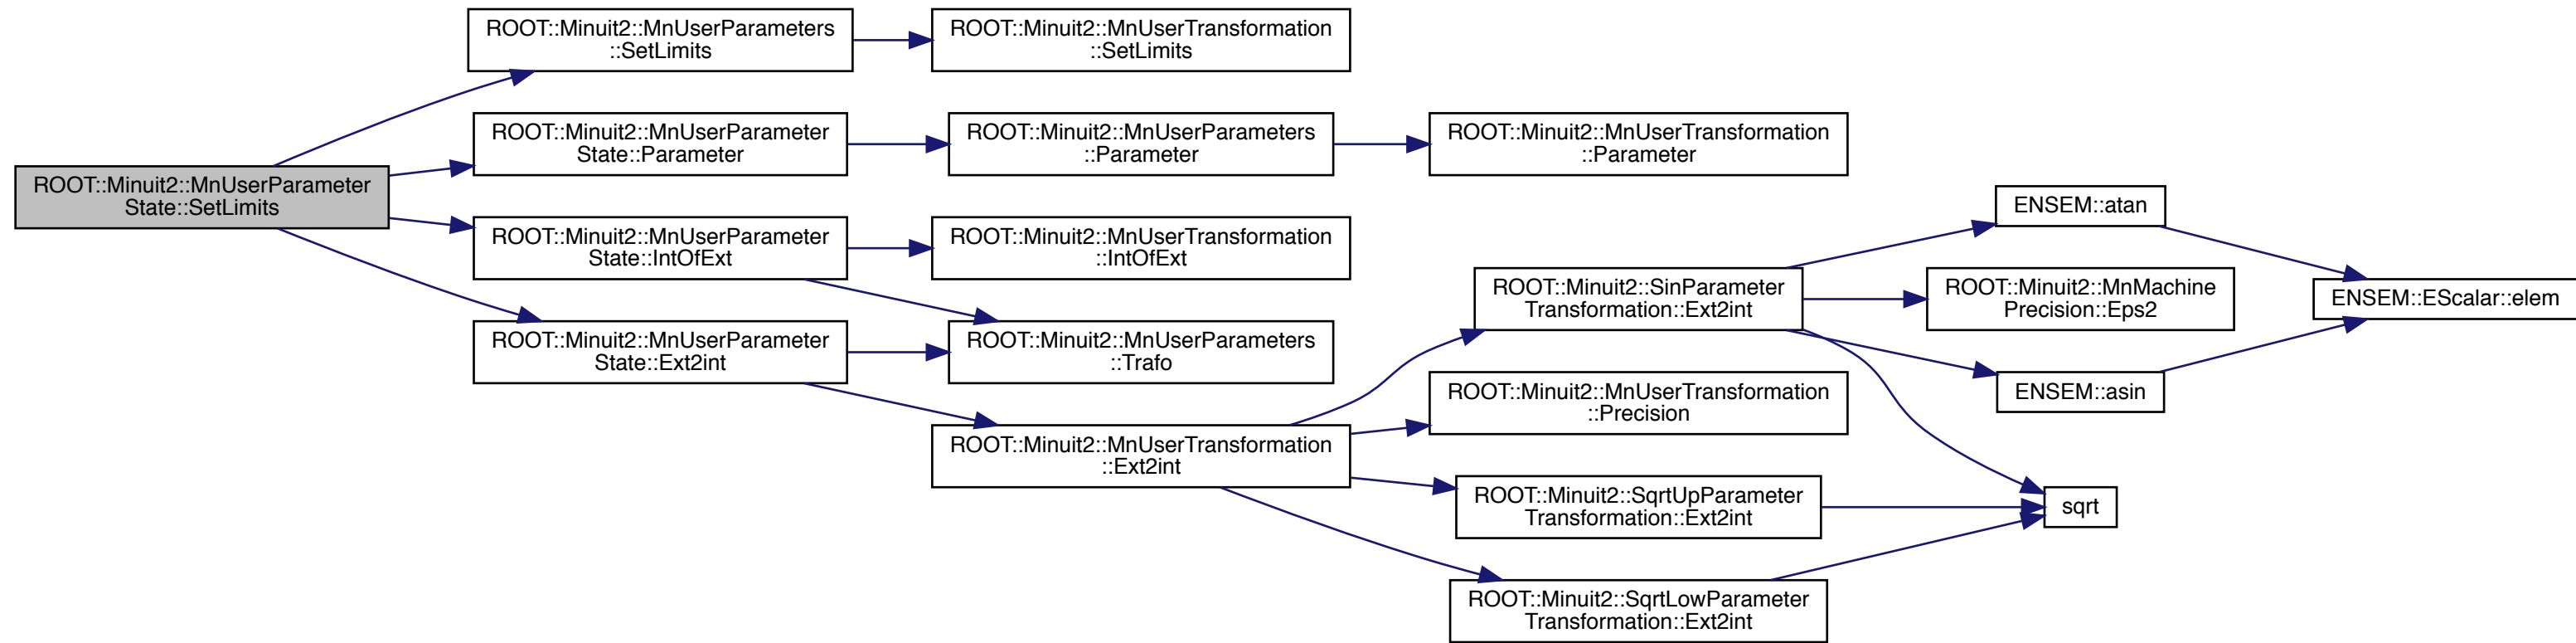 ROOT::Minuit2::MnUserParameter
State::SetLimits
ROOT::Minuit2::MnUserParameters
::SetLimits
ROOT::Minuit2::MnUserTransformation
::SetLimits
ROOT::Minuit2::MnUserParameter
State::Parameter
ROOT::Minuit2::MnUserParameters
::Parameter
ROOT::Minuit2::MnUserTransformation
::Parameter
ROOT::Minuit2::MnUserParameter
State::IntOfExt
ROOT::Minuit2::MnUserTransformation
::IntOfExt
ROOT::Minuit2::MnUserParameter
State::Ext2int
ROOT::Minuit2::MnUserParameters
::Trafo
ROOT::Minuit2::MnUserTransformation
::Ext2int
ROOT::Minuit2::SinParameter
Transformation::Ext2int
ROOT::Minuit2::MnUserTransformation
::Precision
ROOT::Minuit2::SqrtUpParameter
Transformation::Ext2int
ROOT::Minuit2::SqrtLowParameter
Transformation::Ext2int
ENSEM::atan
ROOT::Minuit2::MnMachine
Precision::Eps2
ENSEM::asin
sqrt
ENSEM::EScalar::elem